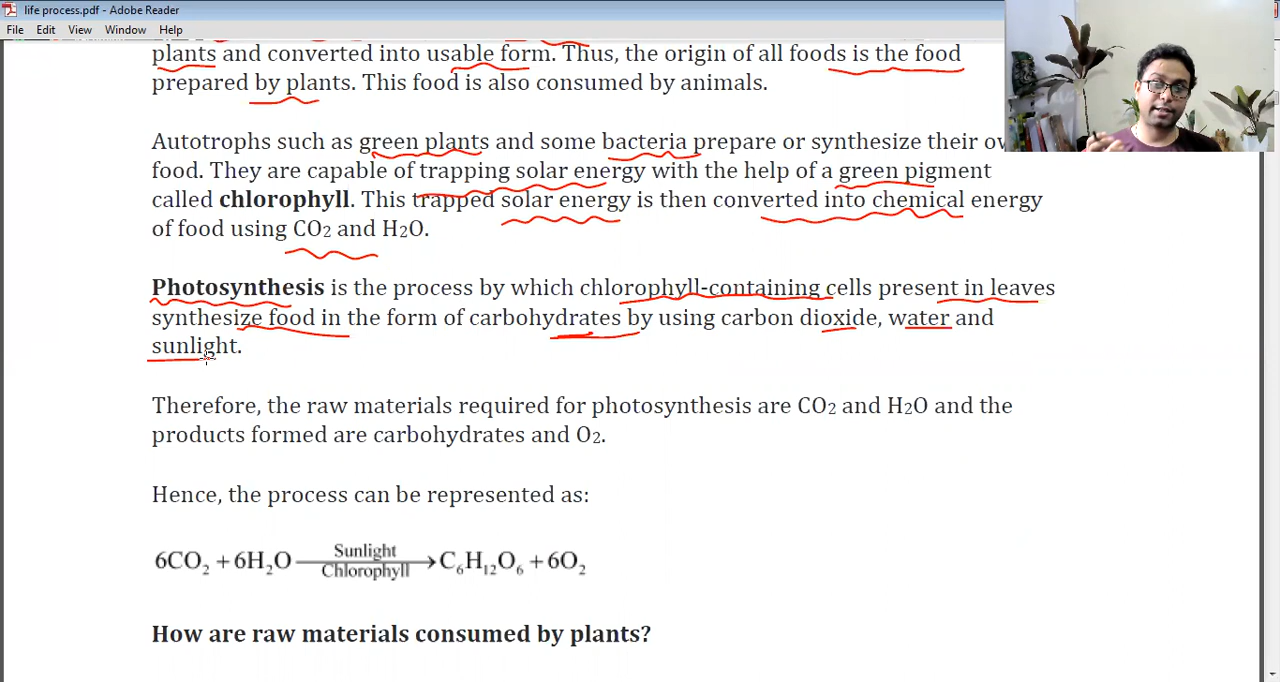 life process.pdf - Adobe Reader
File Edit View Window Help
plants and converted into usable form. Thus, the origin of all foods is the food
prepared by plants. This food is also consumed by animals.
Autotrophs such as green plants and some bacteria prepare or synthesize their
food. They are capable of trapping solar energy with the help of a green pigment
called chlorophyll. This trapped solar energy is then converted into chemical energy
of food using CO2 and H2O.
Photosynthesis is the process by which chlorophyll-containing cells present in leaves
synthesize food in the form of carbohydrates by using carbon dioxide, water and
sunlight.
Therefore, the raw materials required for photosynthesis are CO2 and H2O and the
products formed are carbohydrates and O2.
Hence, the process can be represented as:
Sunlight
6CO₂ + 6H₂O → C₆H₁₂O₆ + 6O₂
Chlorophyll
How are raw materials consumed by plants?